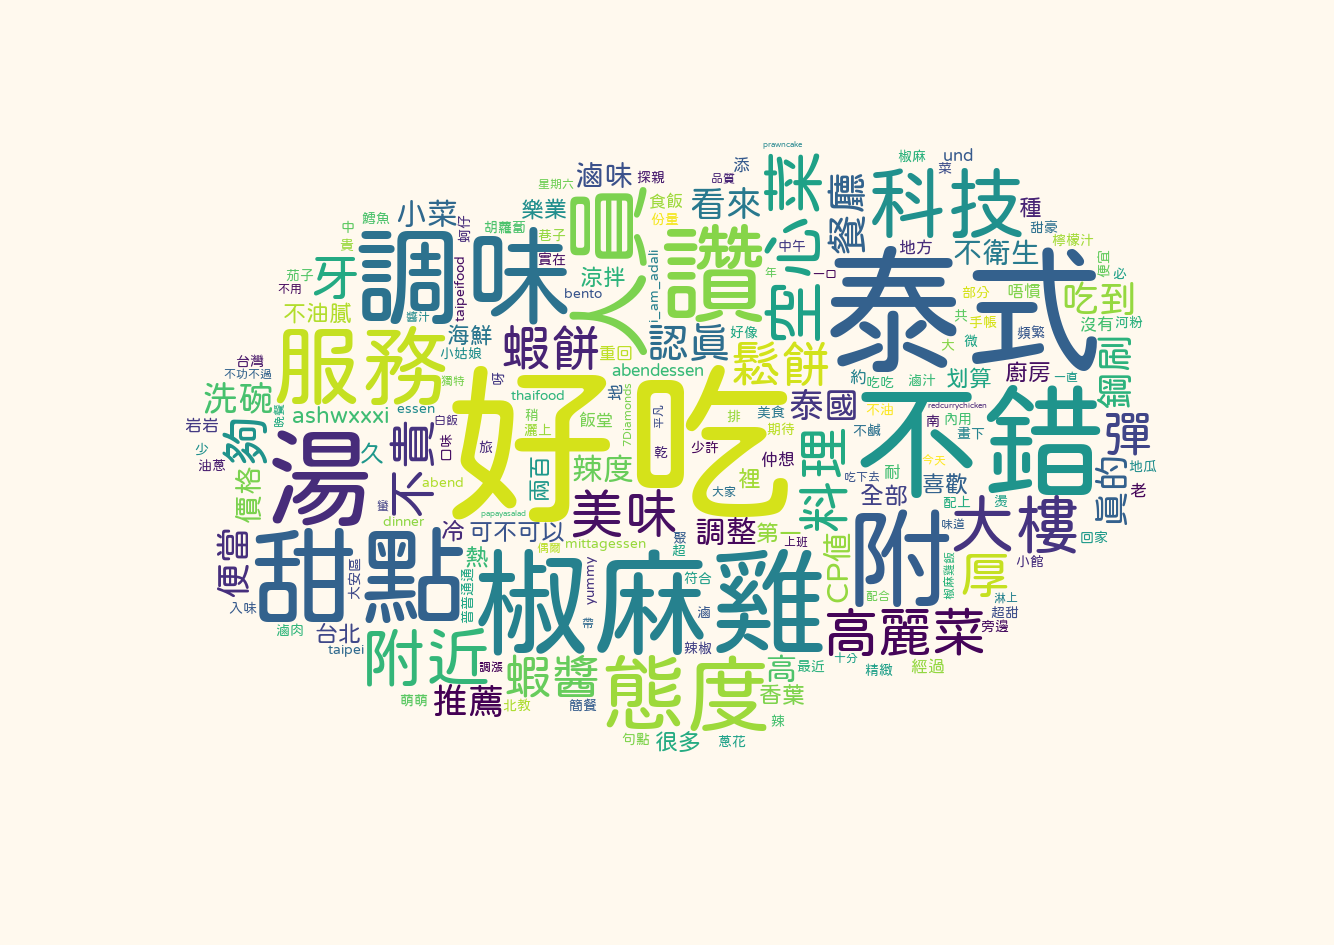 prawncake
椒麻
und
菜
添
品質
空心菜
餐廳
科技
種
甜豪
檸檬汁
滷味
探親
星期六
看來
食飯
份量
樂業
小菜
鱈魚
中
貴
蚵仔
胡蘿蔔
巷子
實在
讚
中午
地方
不衛生
便宜
必
泰式
調味
牙
茄子
不用
taipeifood
涼拌
bento
i_am_adali
年
一口
部分
唔慣
吃到
共
手帳
沒有
河粉
頻繁
微
大
不油膩
醬汁
服務
海鮮
小姑娘
蝦餅
重回
認真
好像
鬆餅
abendessen
約
吃吃
滷汁
划算
廚房
一直
鍋刷
台灣
不功不過
獨特
洗碗
晚餐
ashwxxxi
essen
白飯
thaifood
好吃
7Diamonds
平凡
排
美食
期待
泰國
不油
redcurrychicken
南
內用
不錯
不鹹
畫下
彈
岩岩
夠
少
油蔥
湯
久
不賣
口味
旅
稍
灑上
飯堂
辣度
兩百
乾
少許
仲想
裡
大家
料理
吃下去
耐
今天
喜歡
真的
地瓜
老
價格
蠻
abend
papayasalad
美味
全部
配上
燙
dinner
冷
可不可以
調整
第一
上班
附
味道
大樓
回家
便當
甜點
熱
偶爾
mittagessen
聚
超
CP値
小館
大安區
普普通通
椒麻雞
yummy
符合
椒麻雞飯
厚
配合
淋上
超甜
入味
帶
滷
滷肉
台北
taipei
附近
辣椒
高麗菜
旁邊
調漲
蝦醬
態度
高
最近
十分
精緻
經過
萌萌
推薦
北教
簡餐
香葉
辣
句點
很多
蔥花